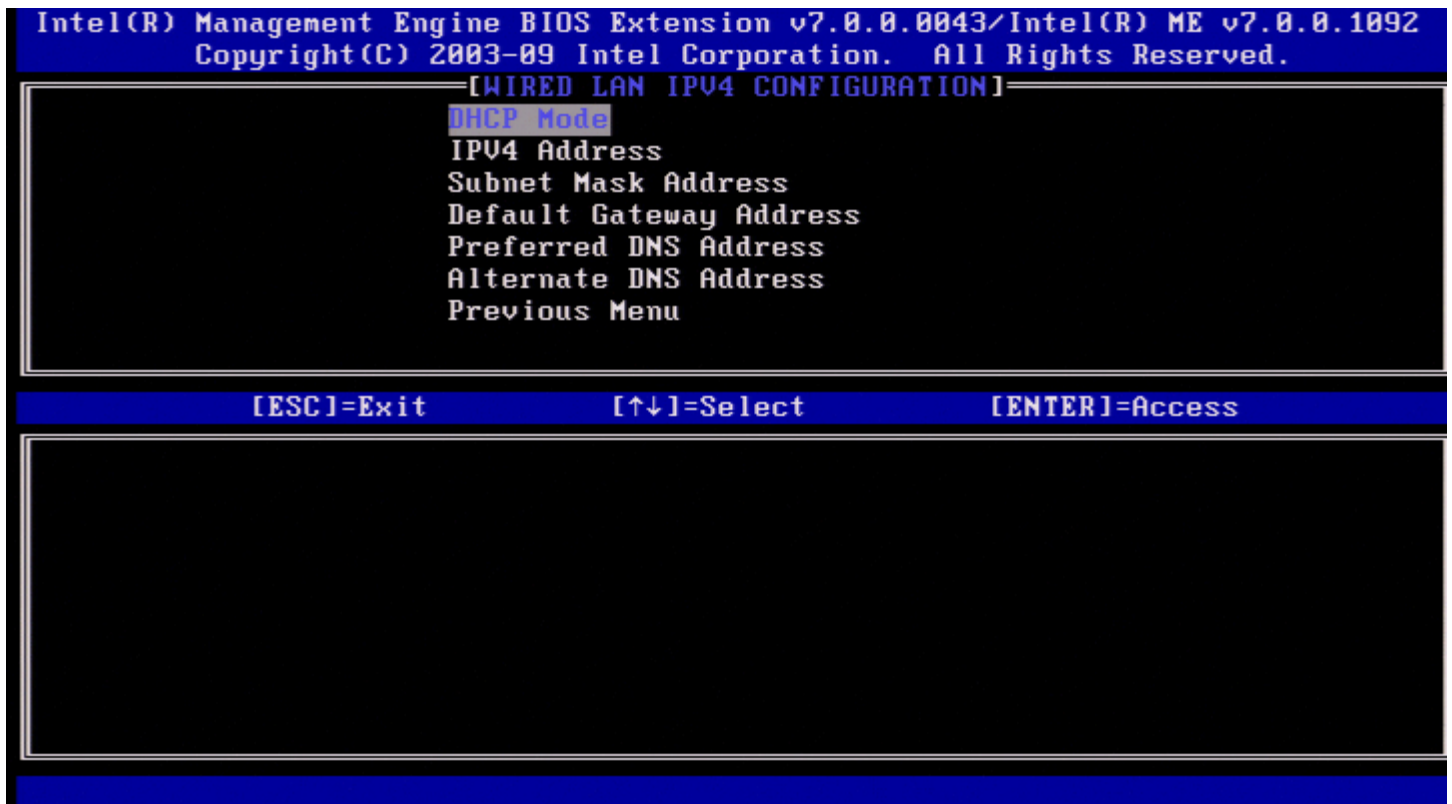 Intel(R) Management Engine BIOS Extension v7.0.0.0043/Intel(R) ME v7.0.0.1092
Copyright(C) 2003-09 Intel Corporation. All Rights Reserved.
[WIRED LAN IPV4 CONFIGURATION]
DHCP Mode
IPV4 Address
Subnet Mask Address
Default Gateway Address
Preferred DNS Address
Alternate DNS Address
Previous Menu
[ESC]=Exit [↑↓]=Select [ENTER]=Access